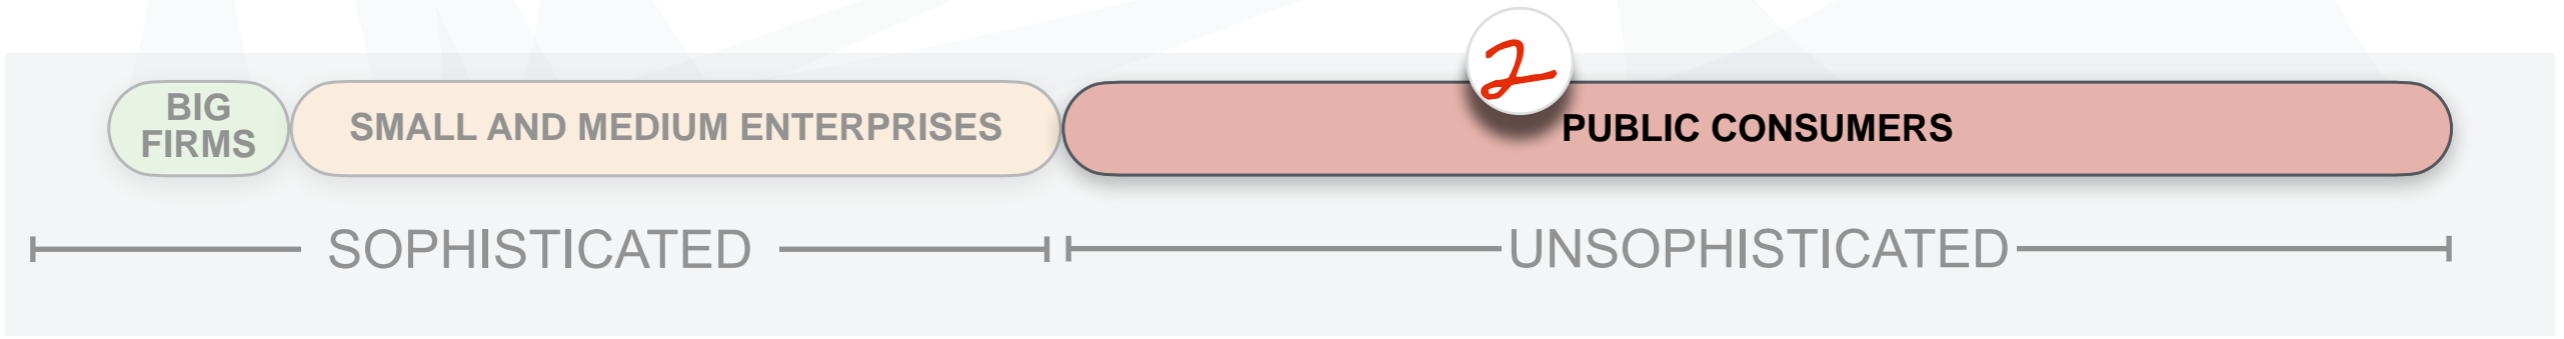 2
BIG
FIRMS
SMALL AND MEDIUM ENTERPRISES
PUBLIC CONSUMERS
SOPHISTICATED
UNSOPHISTICATED